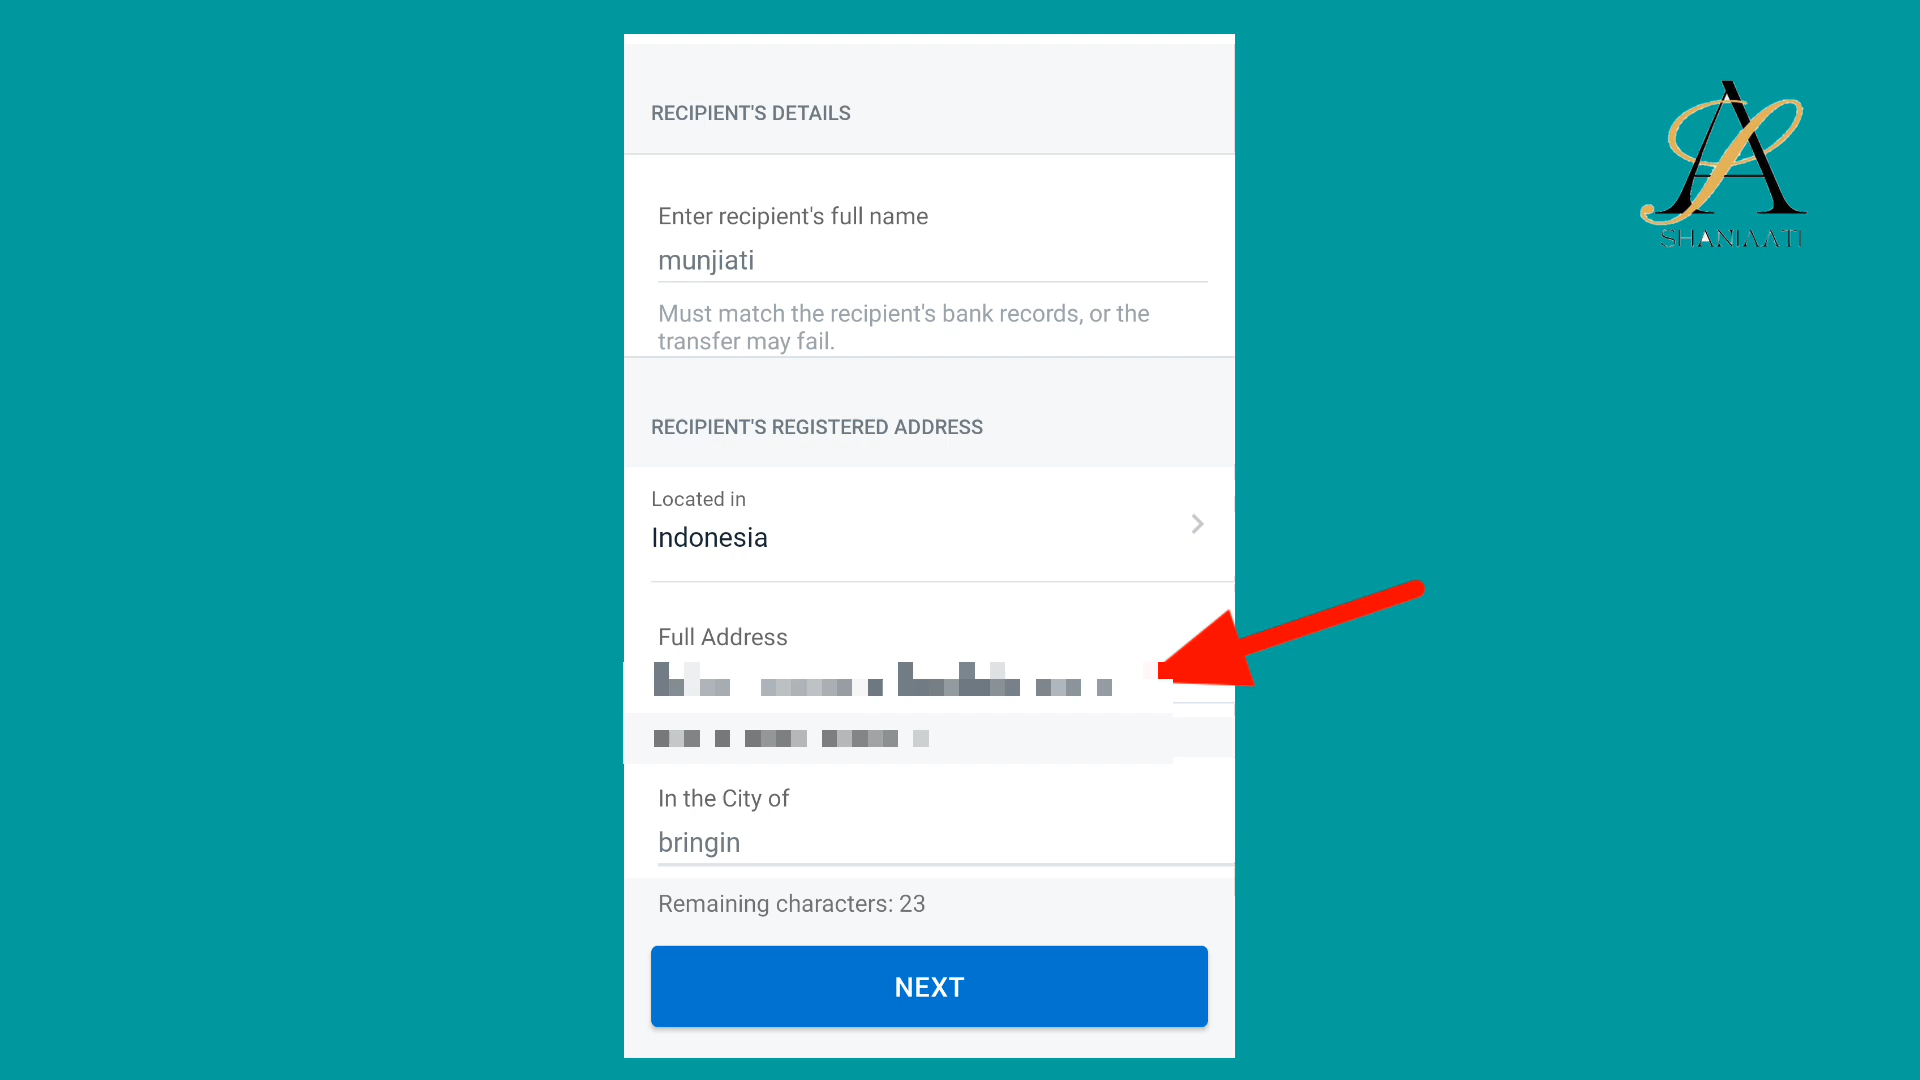 RECIPIENT'S DETAILS
Enter recipient's full name
munjiati
Must match the recipient's bank records, or the
transfer may fail.
RECIPIENT'S REGISTERED ADDRESS
Located in
Indonesia
Full Address
In the City of
bringin
Remaining characters: 23
NEXT
SHANJAATI